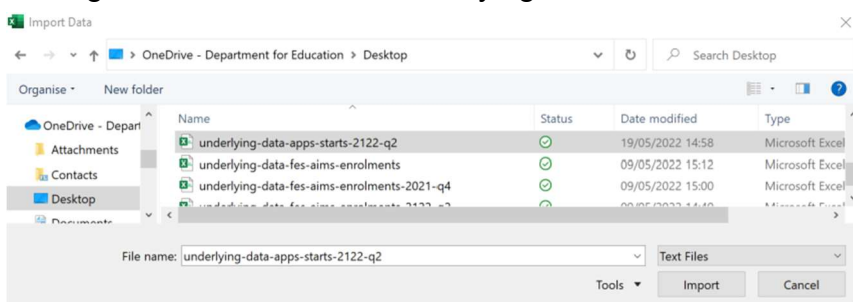 Import Data
OneDrive - Department for Education > Desktop
Search Desktop
Organise
New folder
Name Status Date modified Type
OneDrive - Depart
Attachments
Contacts
Desktop
Documents
underlying-data-apps-starts-2122-q2 19/05/2022 14:58 Microsoft Excel
underlying-data-fes-aims-enrolments 09/05/2022 15:12 Microsoft Excel
underlying-data-fes-aims-enrolments-2021-q4 09/05/2022 15:00 Microsoft Excel
File name: underlying-data-apps-starts-2122-q2 Text Files
Tools Import Cancel